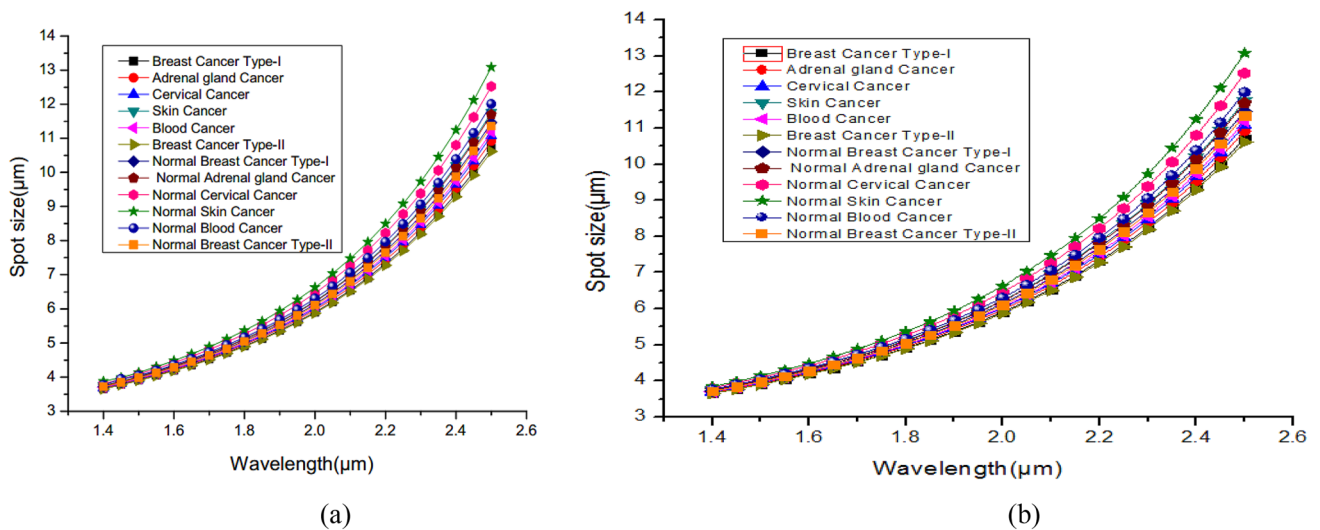 14
13
12
11
10
9
8
7
6
5
4
3
Spot size(μm)
Breast Cancer Type-I
Adrenal gland Cancer
Cervical Cancer
Skin Cancer
Blood Cancer
Breast Cancer Type-II
Normal Breast Cancer Type-I
Normal Adrenal gland Cancer
Normal Cervical Cancer
Normal Skin Cancer
Normal Blood Cancer
Normal Breast Cancer Type-II
1.4 1.6 1.8 2.0 2.2 2.4 2.6
Wavelength(μm)
(a)
14
13
12
11
10
9
8
7
6
5
4
3
Spot size(μm)
Breast Cancer Type-I
Adrenal gland Cancer
Cervical Cancer
Skin Cancer
Blood Cancer
Breast Cancer Type-II
Normal Breast Cancer Type-I
Normal Adrenal gland Cancer
Normal Cervical Cancer
Normal Skin Cancer
Normal Blood Cancer
Normal Breast Cancer Type-II
1.4 1.6 1.8 2.0 2.2 2.4 2.6
Wavelength(μm)
(b)